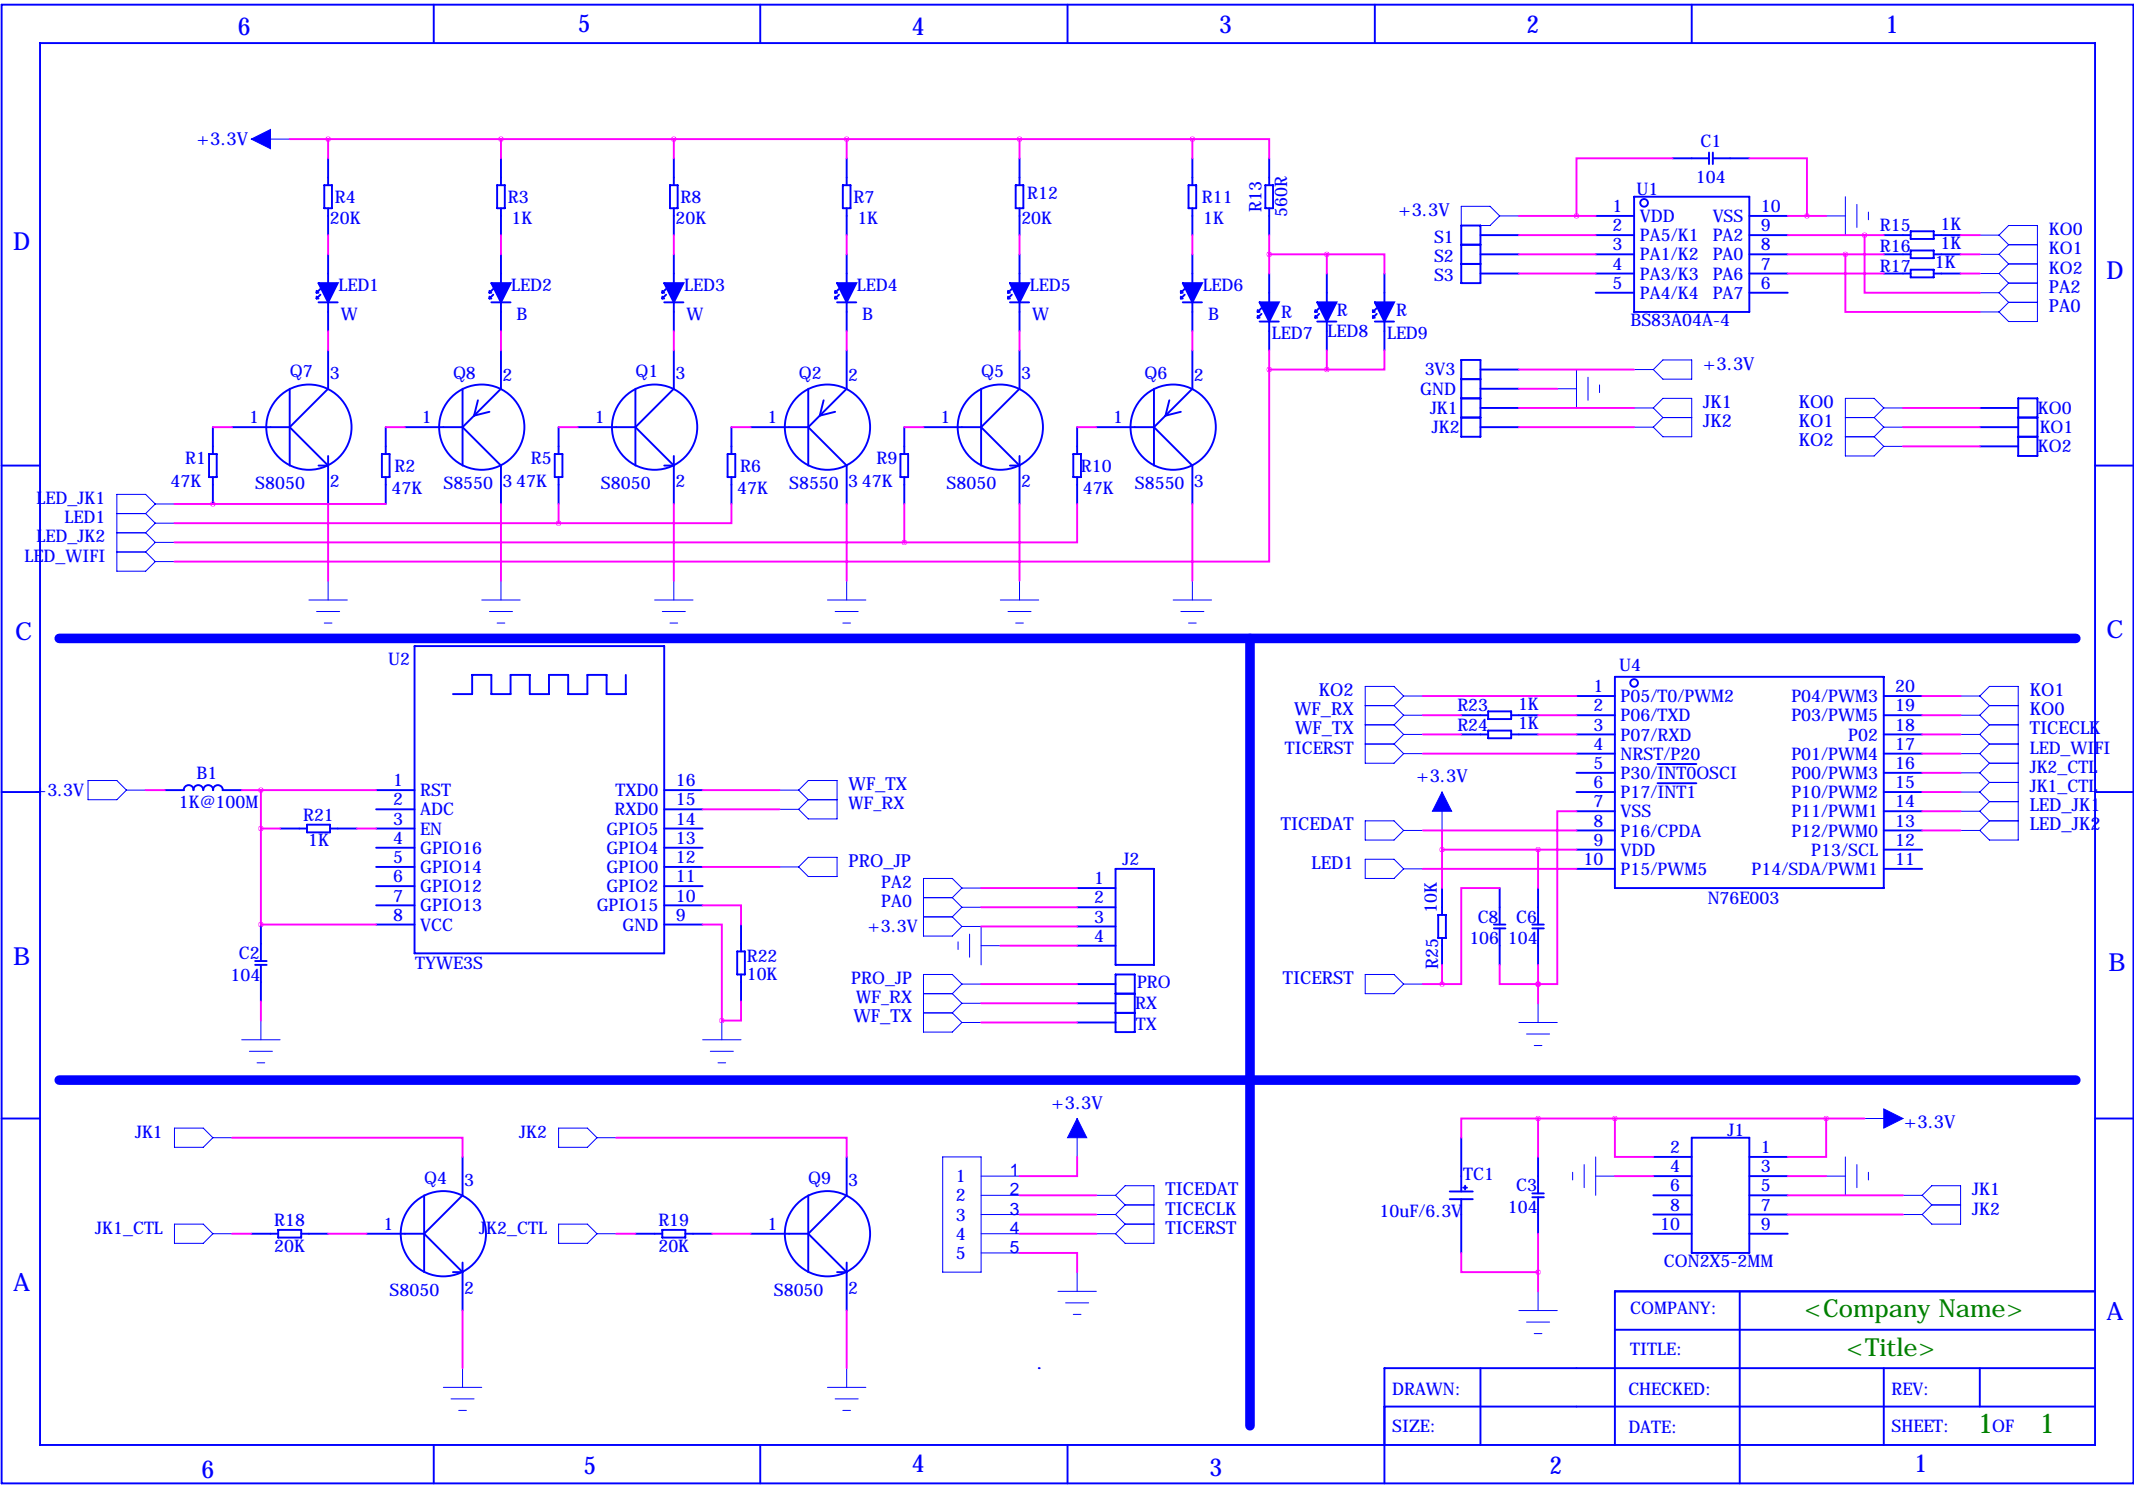 6 5 4 3 2 1
D
D
C
C
B
B
A
A
+3.3V
R4
20K
R3
1K
R8
20K
R7
1K
R12
20K
R11
1K
R13
560R
LED1
W
LED2
B
LED3
W
LED4
B
LED5
W
LED6
B
R
LED7
R
LED8
R
LED9
Q7
3
1
2
S8050
Q8
2
1
3
S8550
Q1
3
1
2
S8050
Q2
2
1
3
S8550
Q5
3
1
2
S8050
Q6
2
1
3
S8550
R1
47K
R2
47K
R5
47K
R6
47K
R9
47K
R10
47K
LED_JK1
LED1
LED_JK2
LED_WIFI
C1
104
U1
+3.3V
S1
S2
S3
1 VDD VSS 10
2 PA5/K1 PA2 9
3 PA1/K2 PA0 8
4 PA3/K3 PA6 7
5 PA4/K4 PA7 6
BS83A04A-4
R15 1K KO0
R16 1K KO1
R17 1K KO2
PA2
PA0
3V3 +3.3V
GND
JK1 JK1
JK2 JK2
KO0 KO0
KO1 KO1
KO2 KO2
U2
3.3V
B1
1K@100M
R21
1K
C2
104
1 RST TXD0 16 WF_TX
2 ADC RXD0 15 WF_RX
3 EN GPIO5 14
4 GPIO16 GPIO4 13
5 GPIO14 GPIO0 12 PRO_JP
6 GPIO12 GPIO2 11
7 GPIO13 GPIO15 10
8 VCC GND 9
TYWE3S
R22
10K
J2
PA2 1
PA0 2
+3.3V 3
4
PRO_JP PRO
WF_RX RX
WF_TX TX
U4
KO2 1 P05/T0/PWM2 P04/PWM3 20 KO1
WF_RX R23 1K 2 P06/TXD P03/PWM5 19 KO0
WF_TX R24 1K 3 P07/RXD P02 18 TICECLK
TICERST 4 NRST/P20 P01/PWM4 17 LED_WIFI
5 P30/INT0OSCI P00/PWM3 16 JK2_CTL
6 P17/INT1 P10/PWM2 15 JK1_CTL
7 VSS P11/PWM1 14 LED_JK1
TICEDAT 8 P16/CPDA P12/PWM0 13 LED_JK2
9 VDD P13/SCL 12
LED1 10 P15/PWM5 P14/SDA/PWM1 11
N76E003
+3.3V
R25
10K
C8
106
C6
104
TICERST
JK1
Q4
3
1
2
JK1_CTL
R18
20K
S8050
JK2
Q9
3
1
2
JK2_CTL
R19
20K
S8050
+3.3V
1 1
2 2 TICEDAT
3 3 TICECLK
4 4 TICERST
5 5
+3.3V
TC1
10uF/6.3V
C3
104
J1
2 1
4 3
6 5 JK1
8 7 JK2
10 9
CON2X5-2MM
COMPANY: <Company Name>
TITLE: <Title>
DRAWN: CHECKED: REV:
SIZE: DATE: SHEET: 1 OF 1
6 5 4 3 2 1